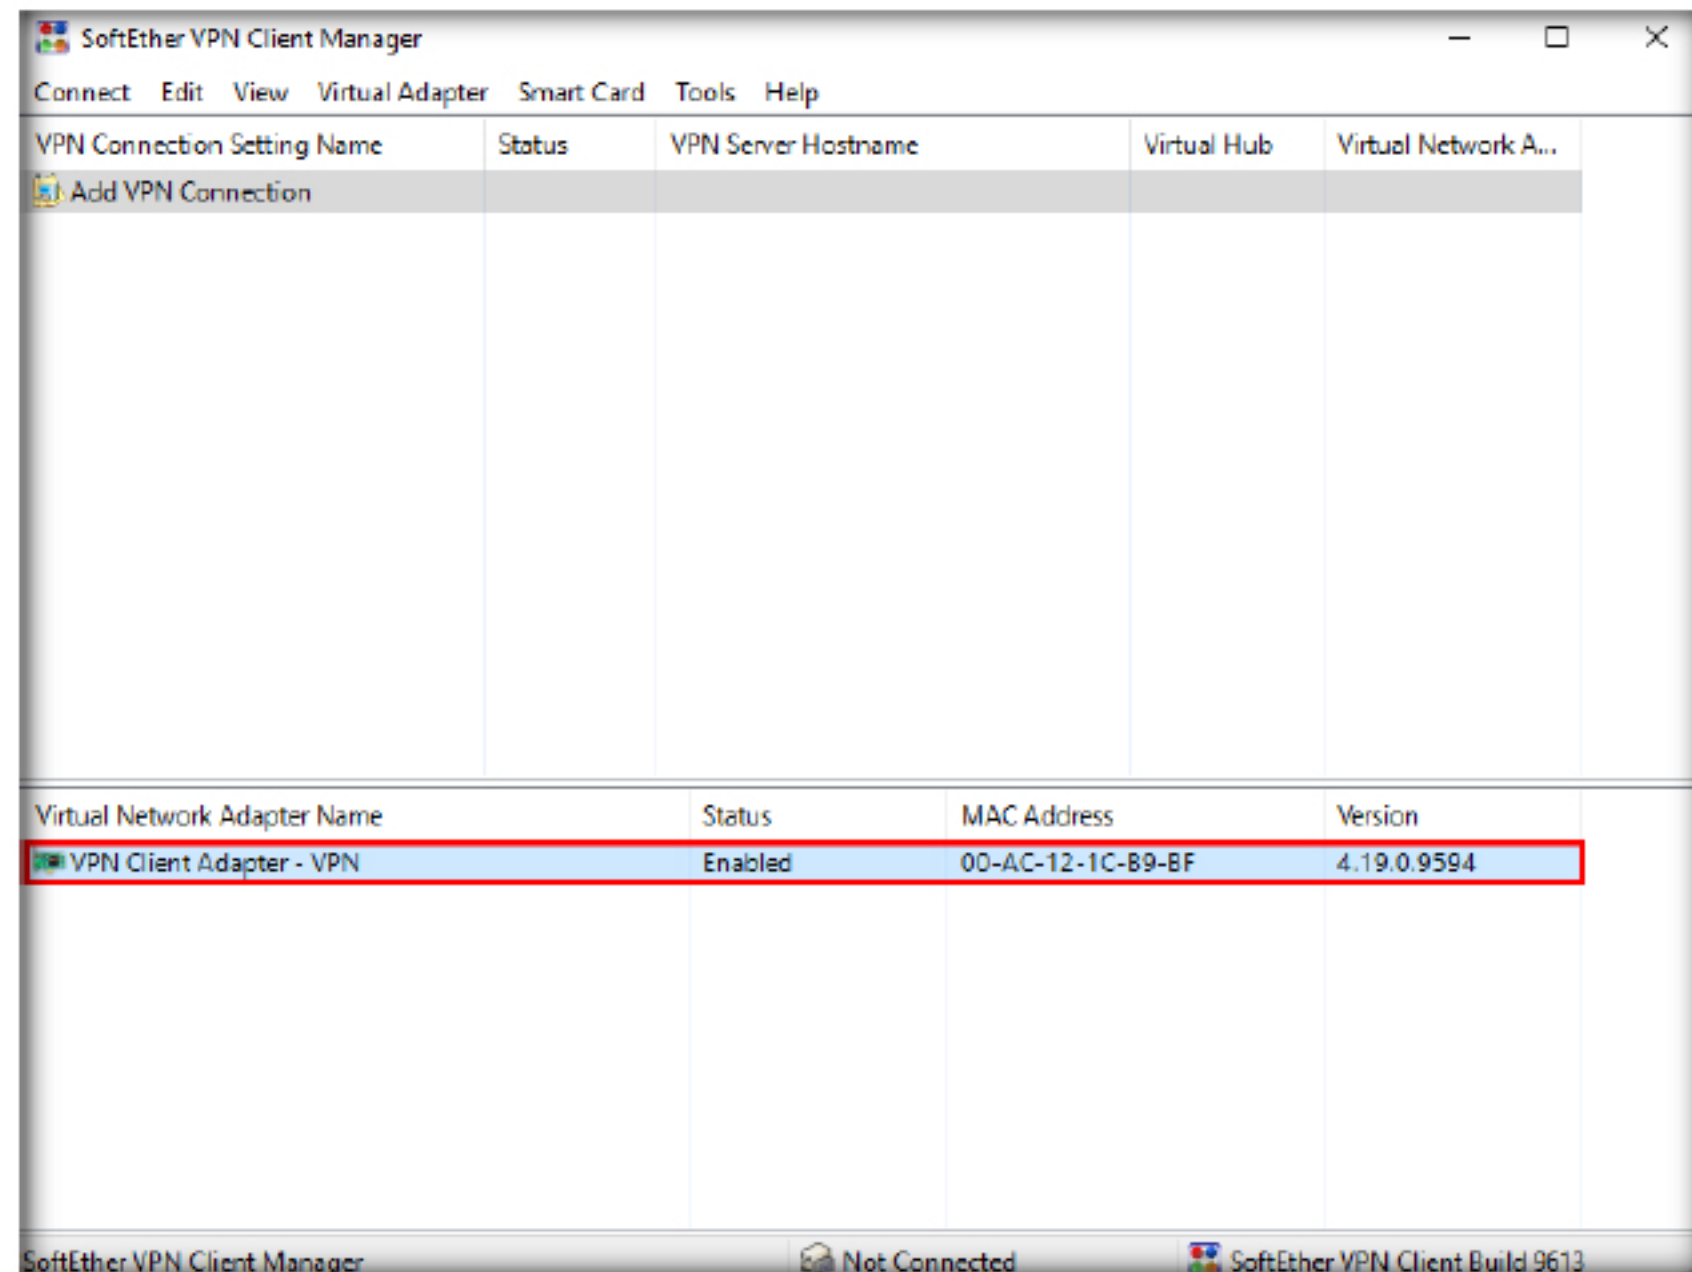 SoftEther VPN Client Manager
Connect Edit View Virtual Adapter Smart Card Tools Help
VPN Connection Setting Name Status VPN Server Hostname Virtual Hub Virtual Network A...
Add VPN Connection
Virtual Network Adapter Name Status MAC Address Version
VPN Client Adapter - VPN Enabled 00-AC-12-1C-B9-BF 4.19.0.9594
SoftEther VPN Client Manager Not Connected SoftEther VPN Client Build 9613